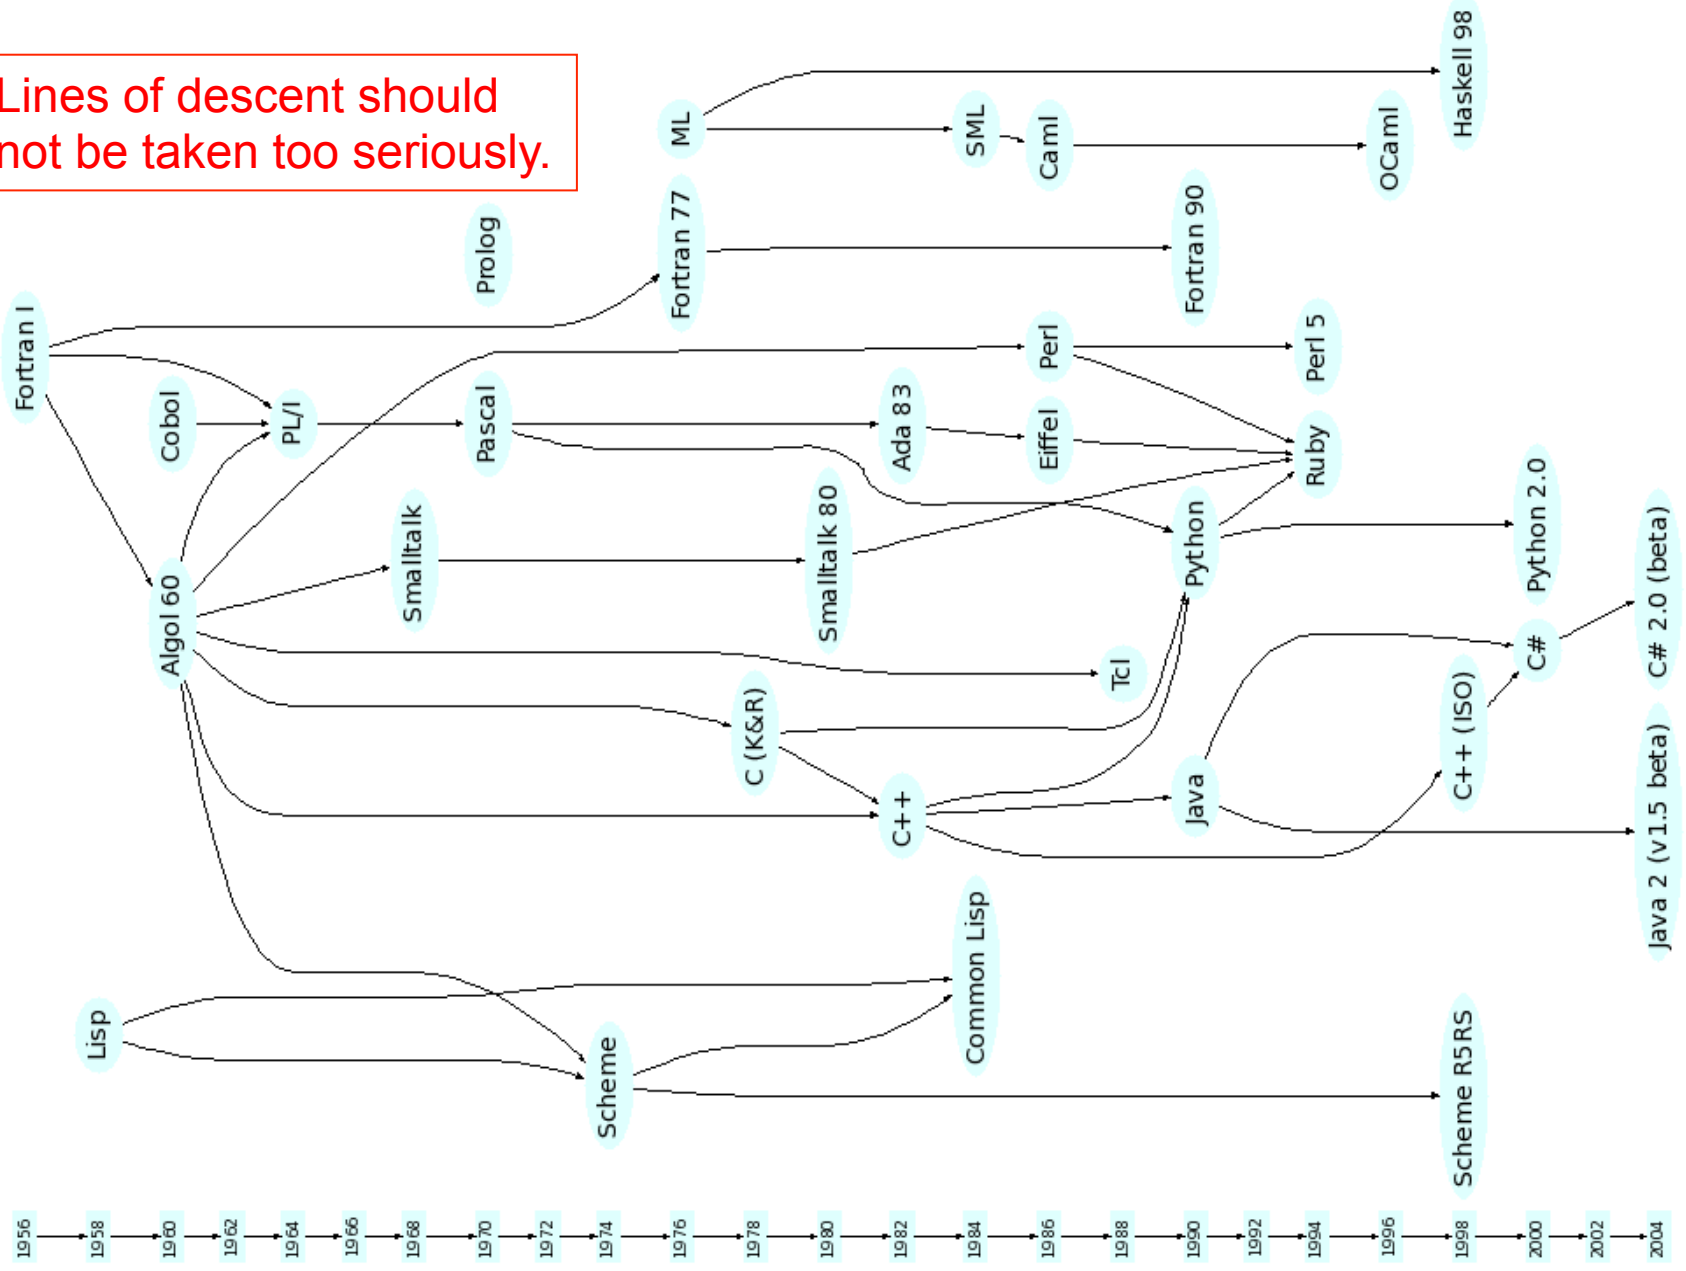 Lines of descent should
not be taken too seriously.
Haskell 98
ML
SML
Caml
OCaml
Fortran 77
Fortran 90
Prolog
Fortran I
Cobol
PL/I
Pascal
Ada 83
Perl
Eiffel
Perl 5
Ruby
Algol 60
Smalltalk
Smalltalk 80
Python
Python 2.0
Tcl
C#
C# 2.0 (beta)
C (K&R)
C++
Java
C++ (ISO)
Java 2 (v1.5 beta)
Lisp
Common Lisp
Scheme
Scheme R5RS
1956
1958
1960
1962
1964
1966
1968
1970
1972
1974
1976
1978
1980
1982
1984
1986
1988
1990
1992
1994
1996
1998
2000
2002
2004